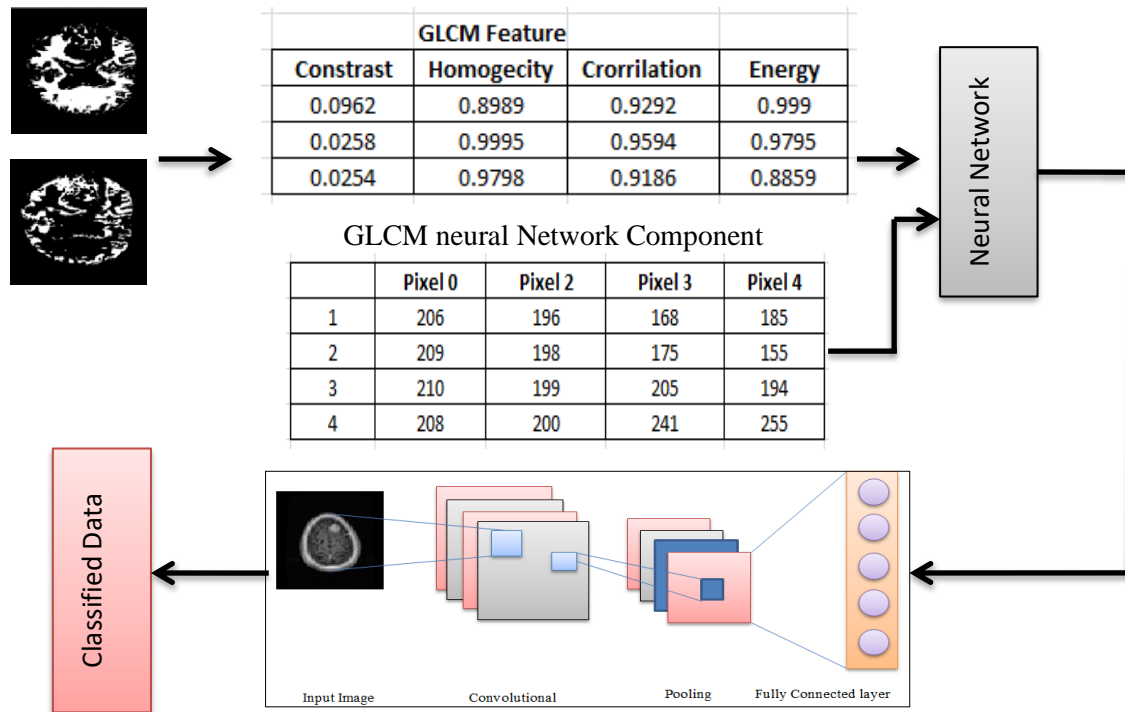 GLCM Feature
Constrast Homogecity Crorrilation Energy
0.0962 0.8989 0.9292 0.999
0.0258 0.9995 0.9594 0.9795
0.0254 0.9798 0.9186 0.8859
Neural Network
GLCM neural Network Component
Pixel 0 Pixel 2 Pixel 3 Pixel 4
1 206 196 168 185
2 209 198 175 155
3 210 199 205 194
4 208 200 241 255
Classified Data
Input Image Convolutional Pooling Fully Connected layer